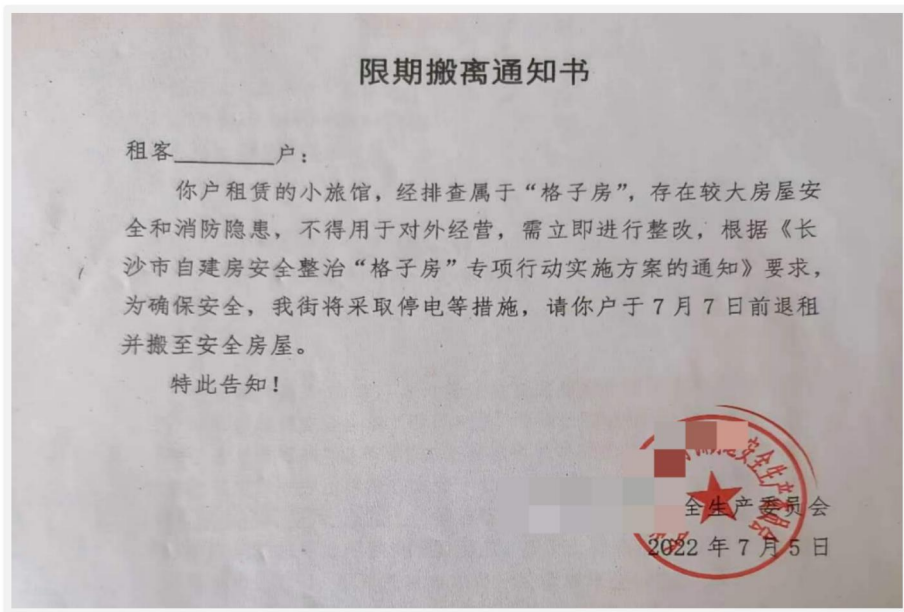 限期搬离通知书
租客________户：
你户租赁的小旅馆，经排查属于“格子房”，存在较大房屋安
全和消防隐患，不得用于对外经营，需立即进行整改，根据《长
沙市自建房安全整治“格子房”专项行动实施方案的通知》要求，
为确保安全，我街将采取停电等措施，请你户于7月7日前退租
并搬至安全房屋。
特此告知！
安全生产委员会
全生产委员会
2022年7月5日